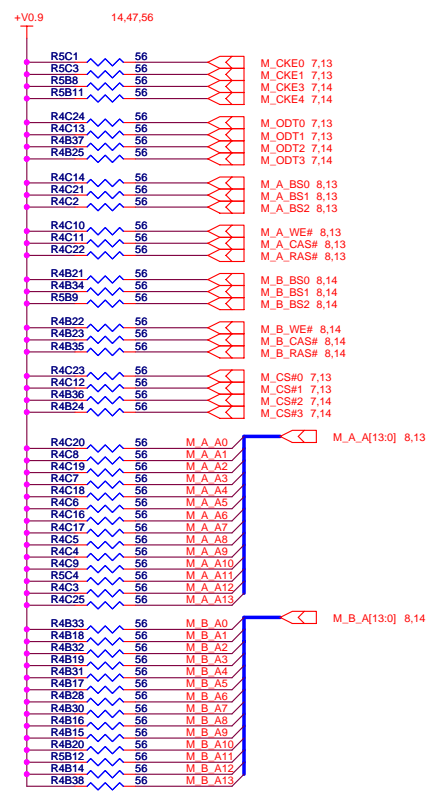 +V0.9 14,47,56
R5C1 56 M_CKE0 7,13
R5C3 56 M_CKE1 7,13
R5B8 56 M_CKE3 7,14
R5B11 56 M_CKE4 7,14
R4C24 56 M_ODT0 7,13
R4C13 56 M_ODT1 7,13
R4B37 56 M_ODT2 7,14
R4B25 56 M_ODT3 7,14
R4C14 56 M_A_BS0 8,13
R4C21 56 M_A_BS1 8,13
R4C2 56 M_A_BS2 8,13
R4C10 56 M_A_WE# 8,13
R4C11 56 M_A_CAS# 8,13
R4C22 56 M_A_RAS# 8,13
R4B21 56 M_B_BS0 8,14
R4B34 56 M_B_BS1 8,14
R5B9 56 M_B_BS2 8,14
R4B22 56 M_B_WE# 8,14
R4B23 56 M_B_CAS# 8,14
R4B35 56 M_B_RAS# 8,14
R4C23 56 M_CS#0 7,13
R4C12 56 M_CS#1 7,13
R4B36 56 M_CS#2 7,14
R4B24 56 M_CS#3 7,14
M_A_A[13:0] 8,13
R4C20 56 M_A_A0
R4C8 56 M_A_A1
R4C19 56 M_A_A2
R4C7 56 M_A_A3
R4C18 56 M_A_A4
R4C6 56 M_A_A5
R4C16 56 M_A_A6
R4C17 56 M_A_A7
R4C5 56 M_A_A8
R4C4 56 M_A_A9
R4C9 56 M_A_A10
R5C4 56 M_A_A11
R4C3 56 M_A_A12
R4C25 56 M_A_A13
M_B_A[13:0] 8,14
R4B33 56 M_B_A0
R4B18 56 M_B_A1
R4B32 56 M_B_A2
R4B19 56 M_B_A3
R4B31 56 M_B_A4
R4B17 56 M_B_A5
R4B28 56 M_B_A6
R4B30 56 M_B_A7
R4B16 56 M_B_A8
R4B15 56 M_B_A9
R4B20 56 M_B_A10
R5B12 56 M_B_A11
R4B14 56 M_B_A12
R4B38 56 M_B_A13